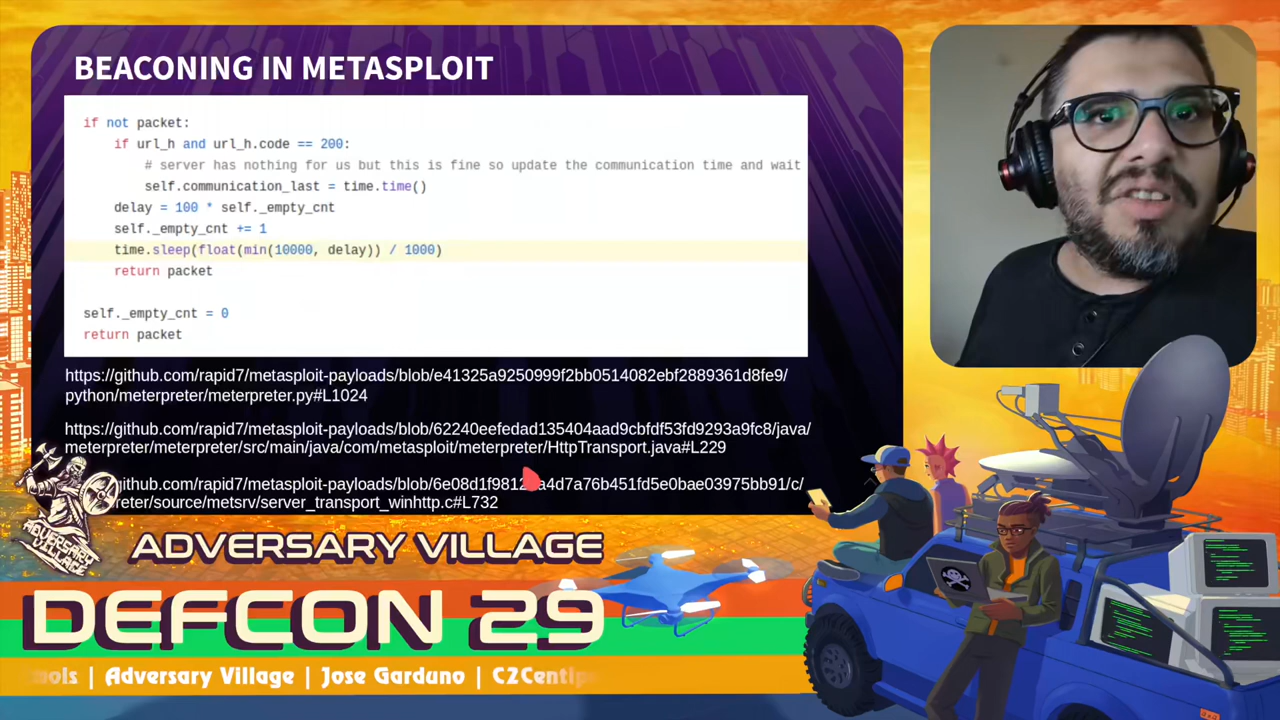 BEACONING IN METASPLOIT
if not packet:
if url_h and url_h.code == 200:
# server has nothing for us but this is fine so update the communication time and wait
self.communication_last = time.time()
delay = 100 * self._empty_cnt
self._empty_cnt += 1
time.sleep(float(min(10000, delay)) / 1000)
return packet
self._empty_cnt = 0
return packet
https://github.com/rapid7/metasploit-payloads/blob/e41325a9250999f2bb0514082ebf2889361d8fe9/
python/meterpreter/meterpreter.py#L1024
https://github.com/rapid7/metasploit-payloads/blob/62240eefedad135404aad9cbfdf53fd9293a9fc8/java/
meterpreter/meterpreter/src/main/java/com/metasploit/meterpreter/HttpTransport.java#L229
github.com/rapid7/metasploit-payloads/blob/6e08d1f9812 a4d7a76b451fd5e0bae03975bb91/c/
reter/source/metsrv/server_transport_winhttp.c#L732
ADVERSARY VILLAGE
ADVERSARY VILLAGE
DEFCON 29
nois | Adversary Village | Jose Garduno | C2Centip